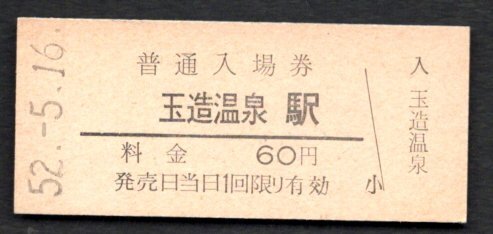 52.-5.16.
普通入場券
玉造温泉駅
料金 60円
発売日当日1回限り有効
小
入
玉造温泉